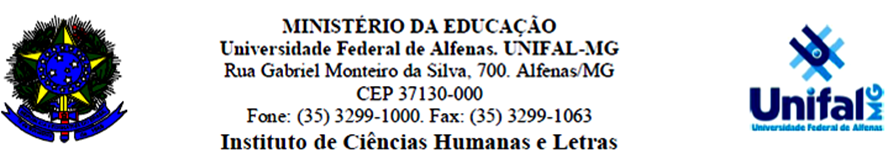 MINISTÉRIO DA EDUCAÇÃO
Universidade Federal de Alfenas. UNIFAL-MG
Rua Gabriel Monteiro da Silva, 700. Alfenas/MG
CEP 37130-000
Fone: (35) 3299-1000. Fax: (35) 3299-1063
Instituto de Ciências Humanas e Letras
Unifal MG
Universidade Federal de Alfenas